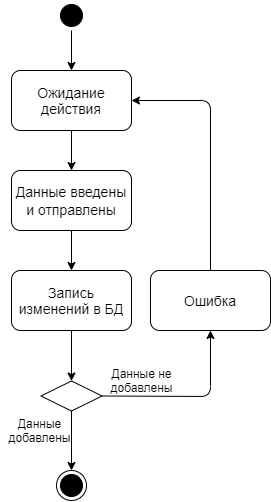 Ожидание
действия
Данные введены
и отправлены
Запись
изменений в БД
Ошибка
Данные не
добавлены
Данные
добавлены